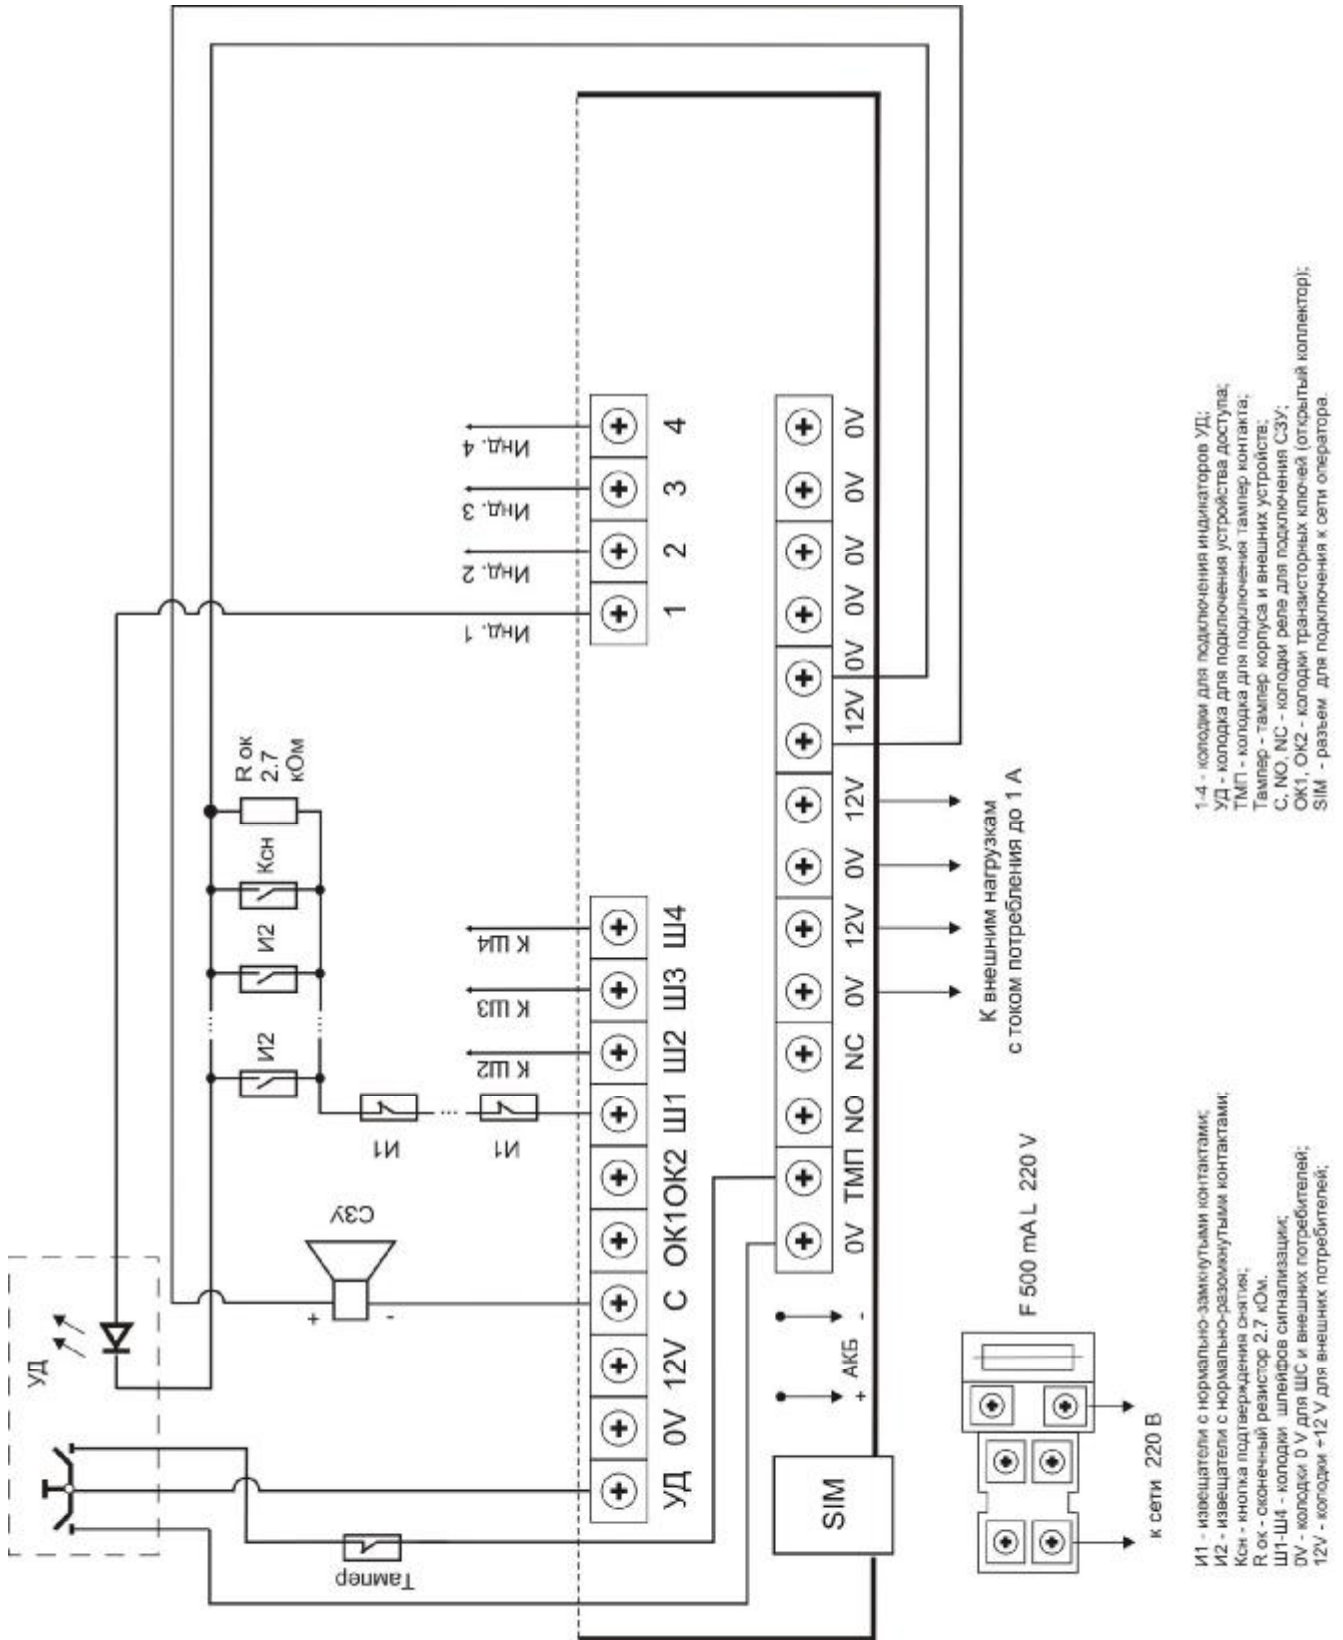 УД
R ок
2.7
кОм
Ксн
И2
И2
И1
И1
СЗУ
+
-
Тампер
Инд. 1
Инд. 2
Инд. 3
Инд. 4
К Ш2
К Ш3
К Ш4
УД 0V 12V C ОК1 ОК2 Ш1 Ш2 Ш3 Ш4 1 2 3 4
SIM
+ АКБ -
0V ТМП NO NC 0V 12V 0V 12V 12V 0V 0V 0V 0V 0V
К внешним нагрузкам
с током потребления до 1 А
F 500 mA L 220 V
к сети 220 В
И1 - извещатели с нормально-замкнутыми контактами;
И2 - извещатели с нормально-разомкнутыми контактами;
Ксн - кнопка подтверждения снятия;
R ок - оконечный резистор 2.7 кОм.
Ш1-Ш4 - колодки шлейфов сигнализации;
0V - колодки 0 V для ШС и внешних потребителей;
12V - колодки +12 V для внешних потребителей;
1-4 - колодки для подключения индикаторов УД;
УД - колодка для подключения устройства доступа;
ТМП - колодка для подключения тампер контакта;
Тампер - тампер корпуса и внешних устройств;
C, NO, NC - колодки реле для подключения СЗУ;
ОК1, ОК2 - колодки транзисторных ключей (открытый коллектор);
SIM - разъем для подключения к сети оператора.